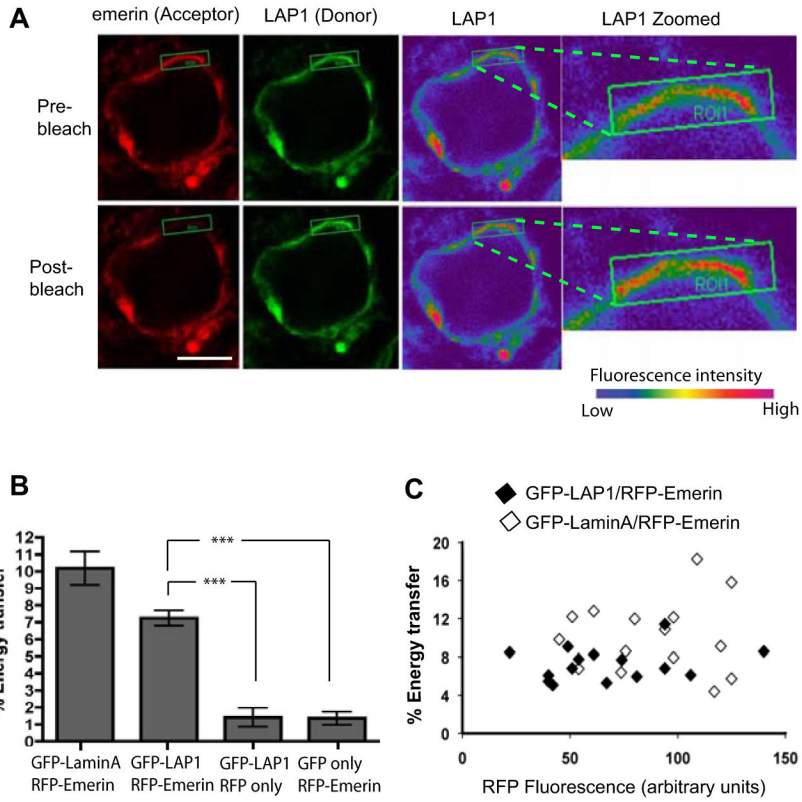 A
emerin (Acceptor)
LAP1 (Donor)
LAP1
LAP1 Zoomed
Pre-
bleach
ROI1
Post-
bleach
ROI1
Fluorescence intensity
Low
High
B
% Energy transfer
12
11
10
9
8
7
6
5
4
3
2
1
0
***
***
GFP-LaminA
RFP-Emerin
GFP-LAP1
RFP-Emerin
GFP-LAP1
RFP only
GFP only
RFP-Emerin
C
GFP-LAP1/RFP-Emerin
GFP-LaminA/RFP-Emerin
% Energy transfer
20
16
12
8
4
0
0
50
100
150
RFP Fluorescence (arbitrary units)